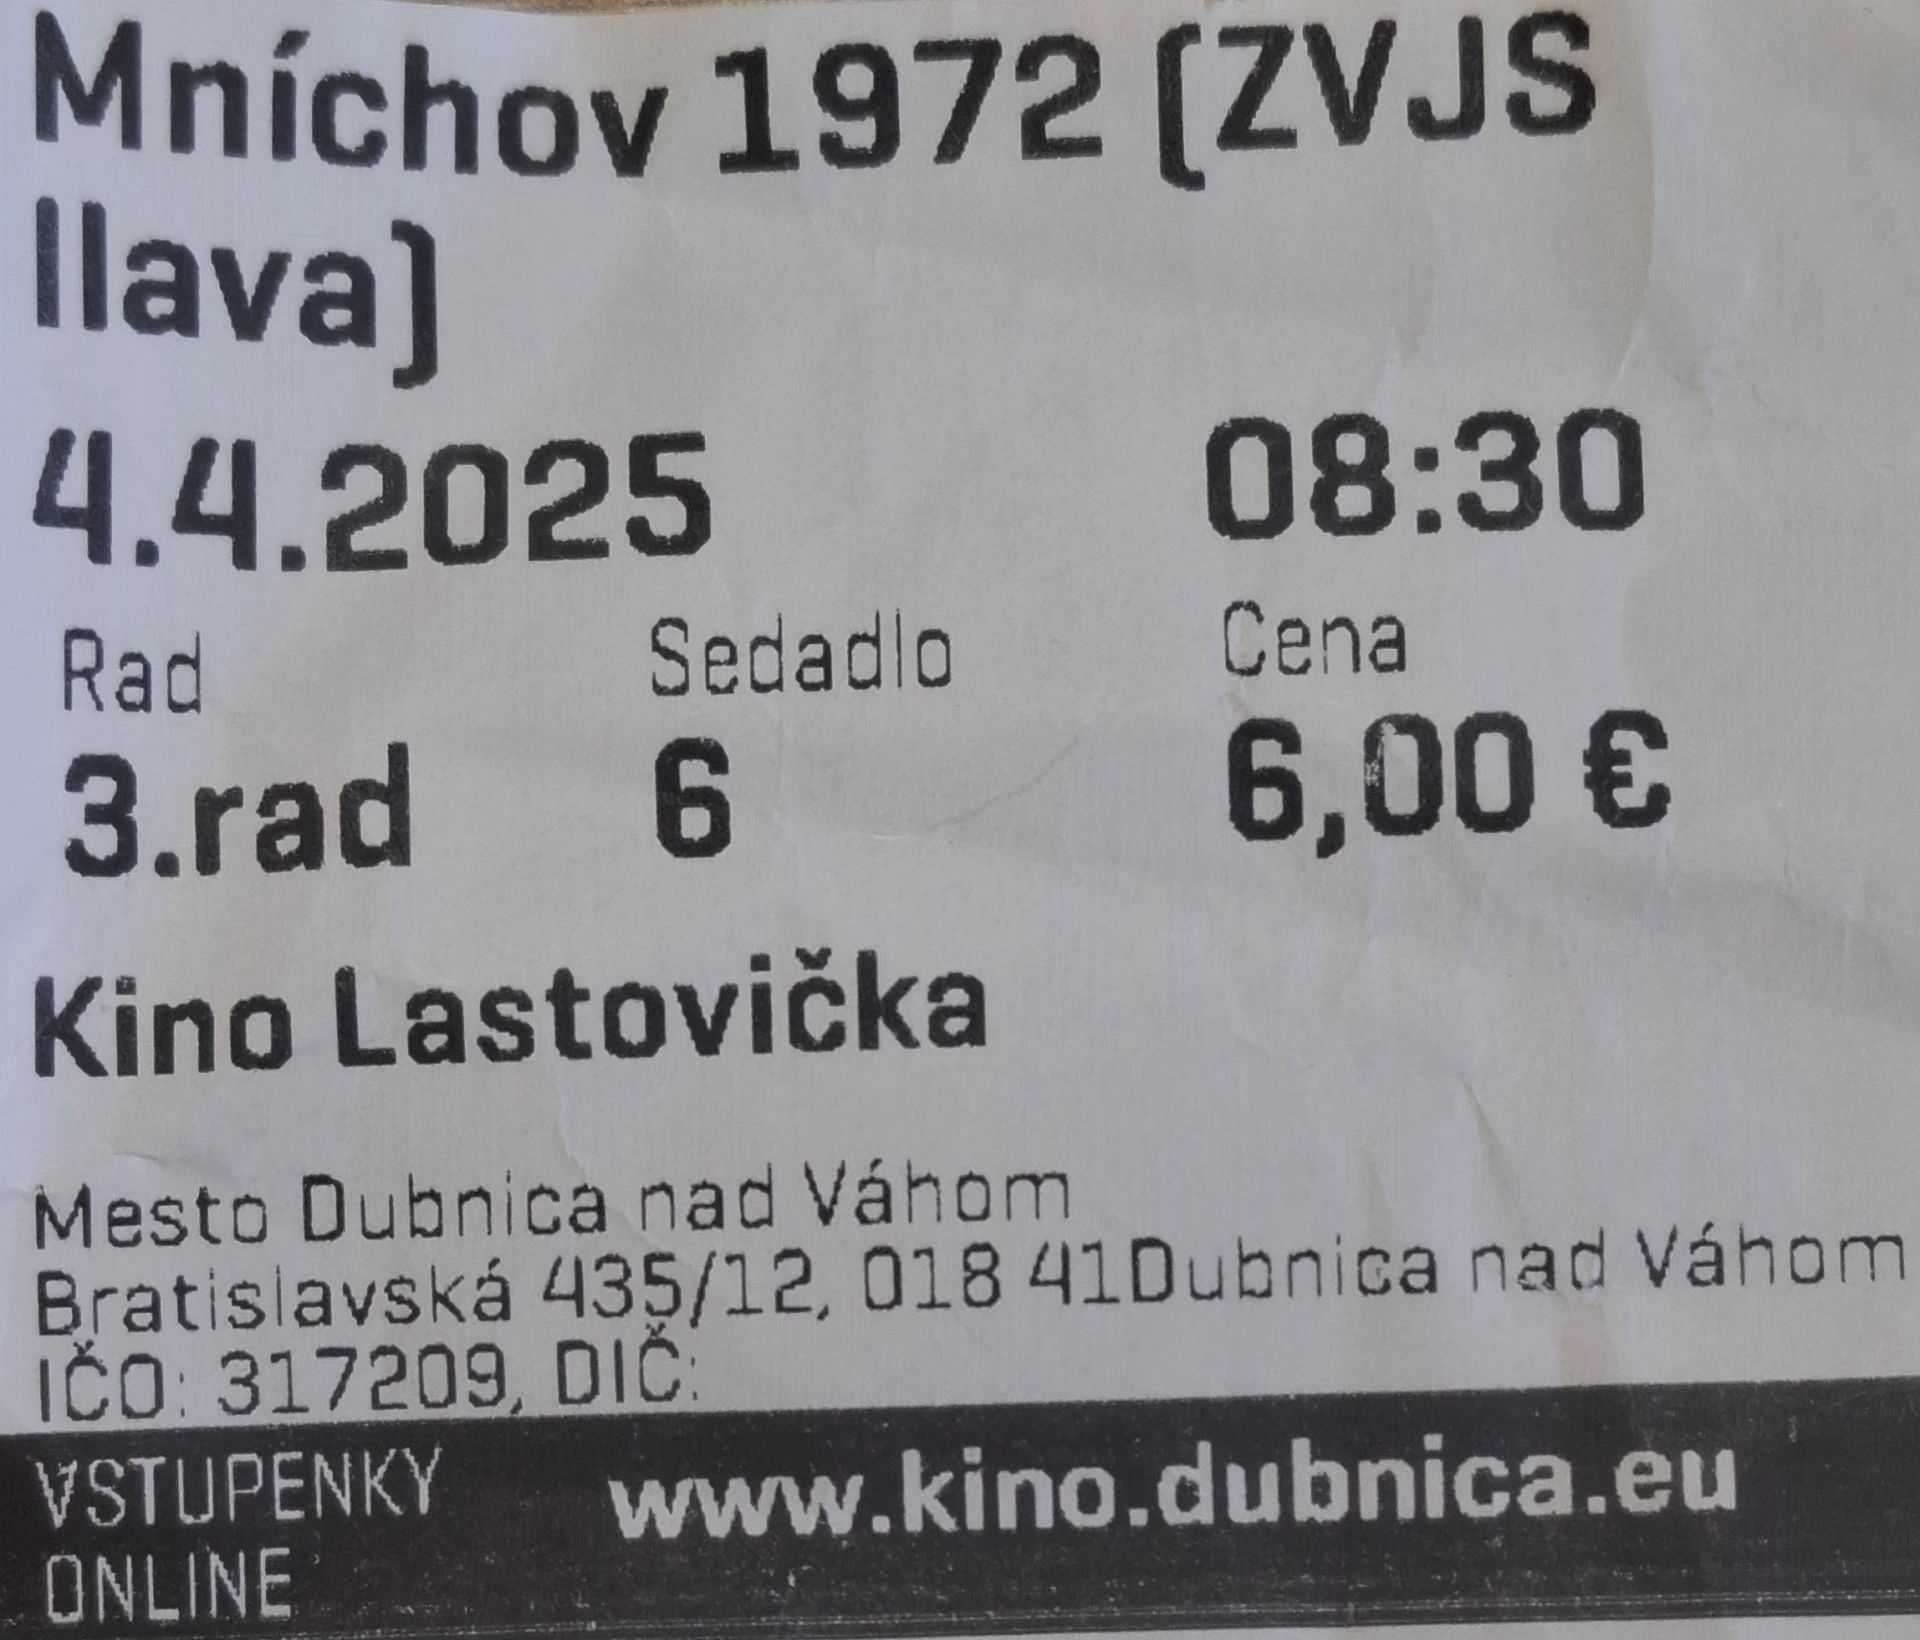 Mníchov 1972 (ZVJS
Ilava)
4.4.2025 08:30
Rad Sedadlo Cena
3.rad 6 6,00 €
Kino Lastovička
Mesto Dubnica nad Váhom
Bratislavská 435/12, 018 41Dubnica nad Váhom
IČO: 317209, DIČ:
VSTUPENKY www.kino.dubnica.eu
ONLINE